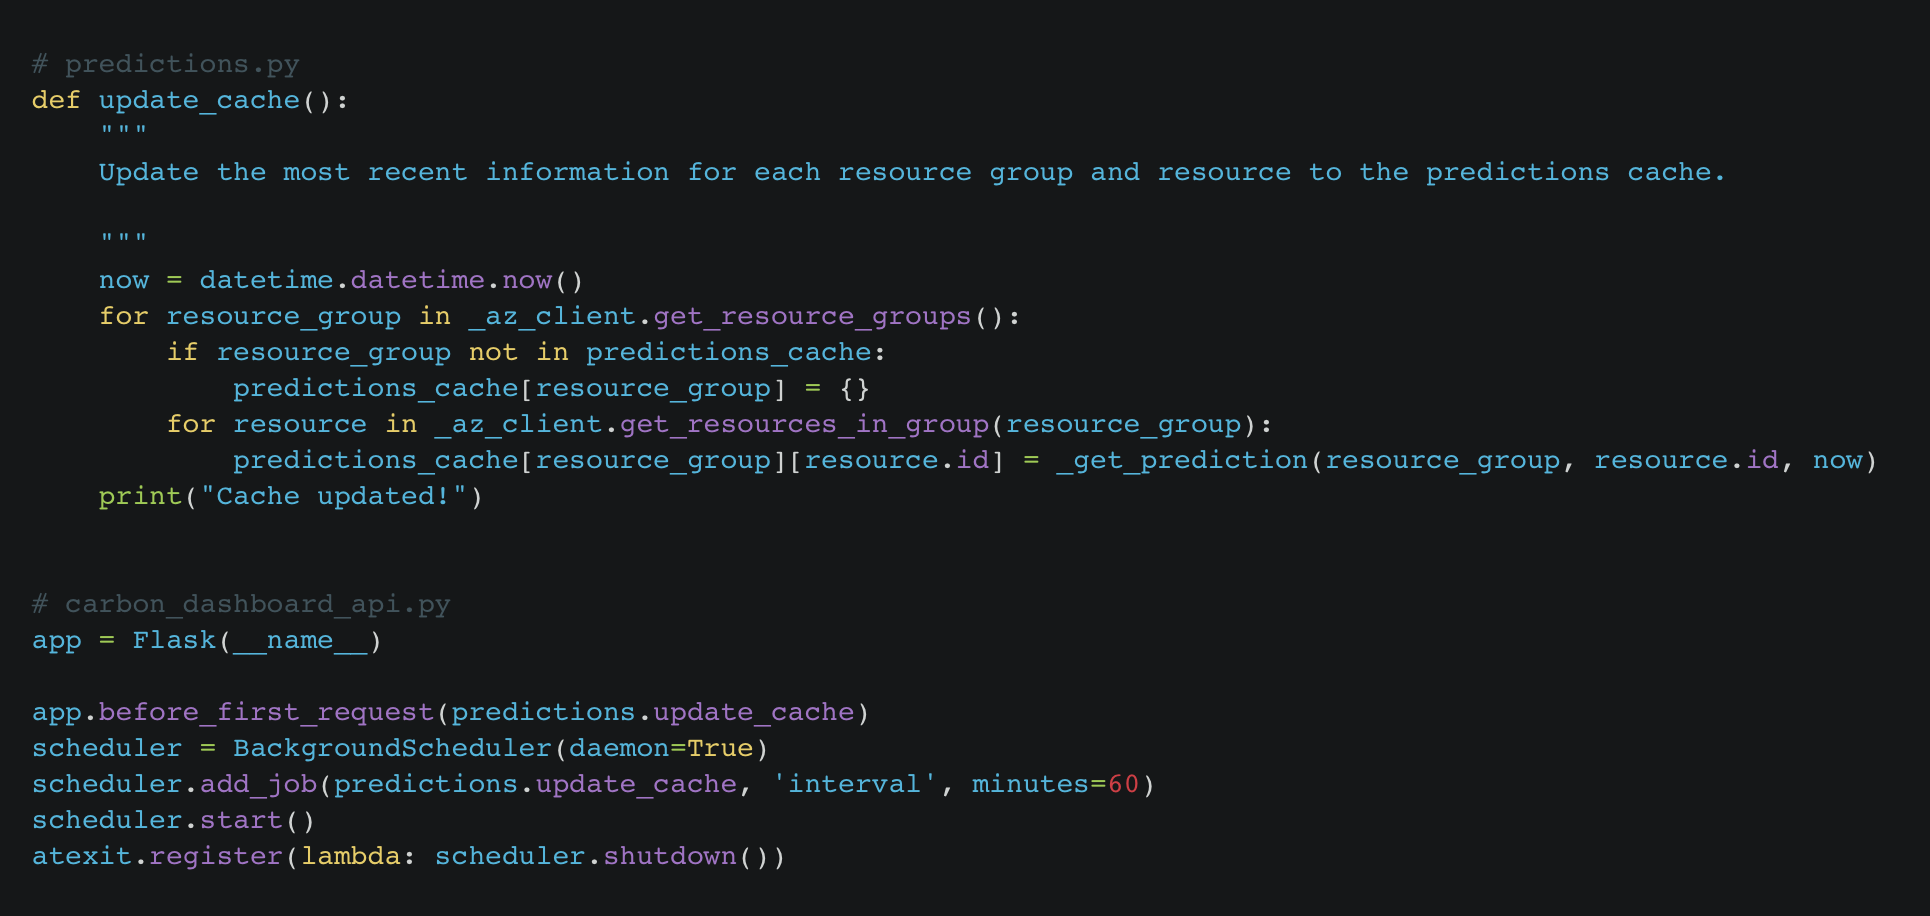 # predictions.py
def update_cache():
    """
    Update the most recent information for each resource group and resource to the predictions cache.

    """
    now = datetime.datetime.now()
    for resource_group in _az_client.get_resource_groups():
        if resource_group not in predictions_cache:
            predictions_cache[resource_group] = {}
        for resource in _az_client.get_resources_in_group(resource_group):
            predictions_cache[resource_group][resource.id] = _get_prediction(resource_group, resource.id, now)
    print("Cache updated!")


# carbon_dashboard_api.py
app = Flask(__name__)

app.before_first_request(predictions.update_cache)
scheduler = BackgroundScheduler(daemon=True)
scheduler.add_job(predictions.update_cache, 'interval', minutes=60)
scheduler.start()
atexit.register(lambda: scheduler.shutdown())